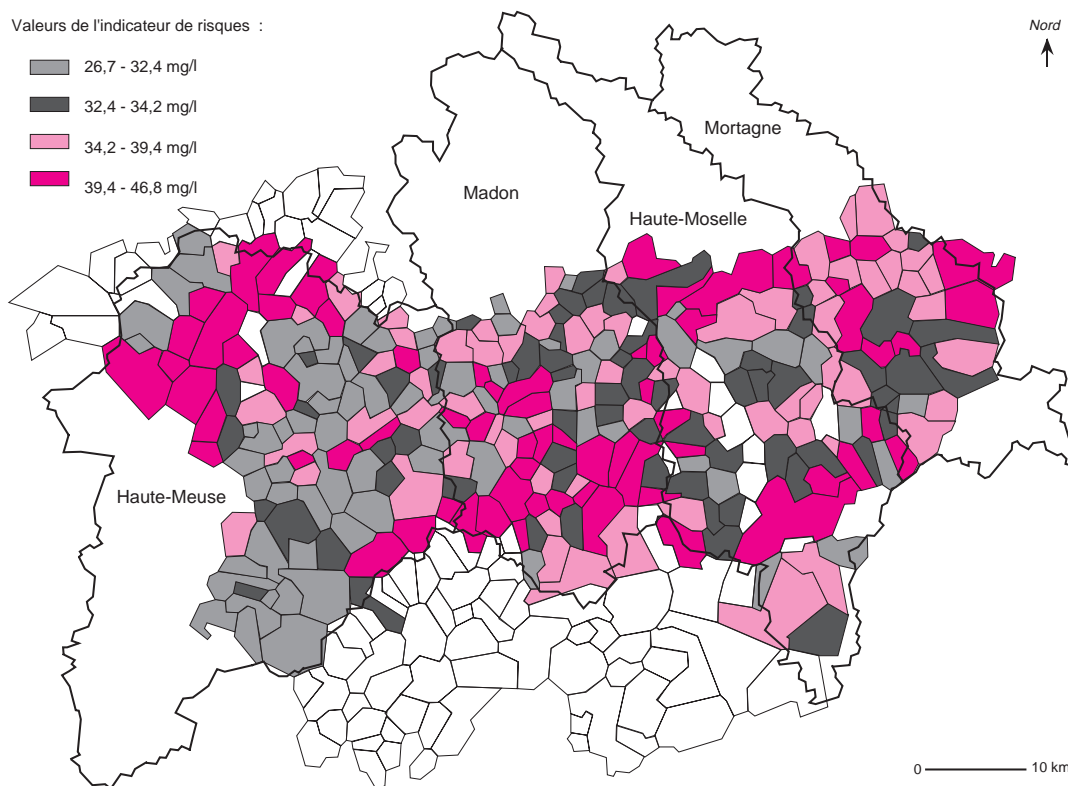 Valeurs de l'indicateur de risques :
26,7 - 32,4 mg/l
32,4 - 34,2 mg/l
34,2 - 39,4 mg/l
39,4 - 46,8 mg/l
Nord
Mortagne
Madon
Haute-Moselle
Haute-Meuse
0 10 km